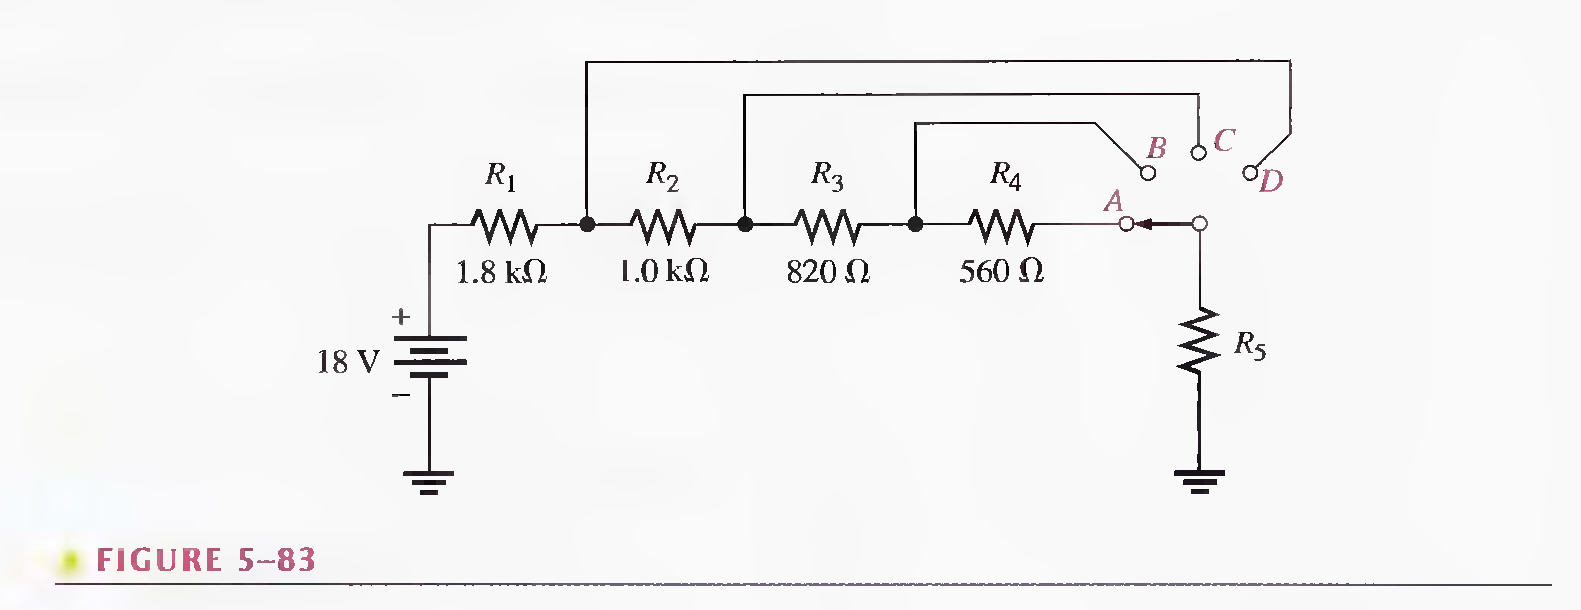 B C
R1 R2 R3 R4 A D
1.8 kΩ 1.0 kΩ 820 Ω 560 Ω
+
18 V R5
−
FIGURE 5–83